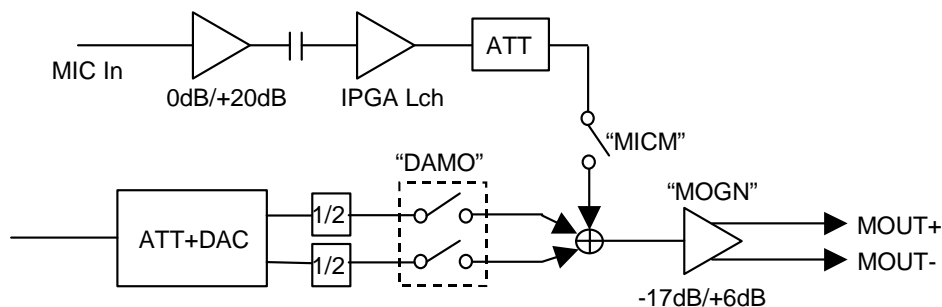 ATT
MIC In
0dB/+20dB
IPGA Lch
“MICM”
“DAMO”
“MOGN”
1/2
ATT+DAC
1/2
MOUT+
MOUT-
-17dB/+6dB